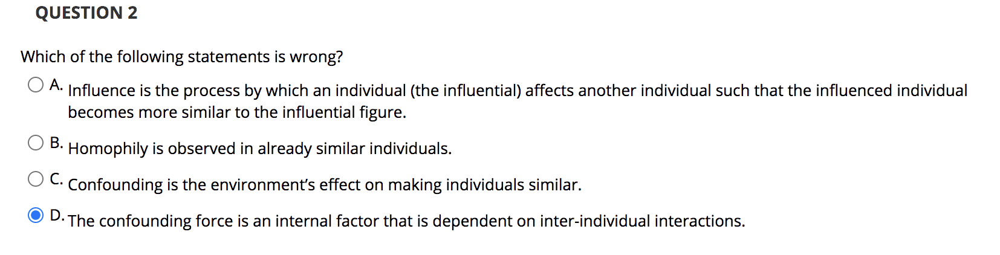 QUESTION 2
Which of the following statements is wrong?
A. Influence is the process by which an individual (the influential) affects another individual such that the influenced individual
becomes more similar to the influential figure.
B. Homophily is observed in already similar individuals.
C. Confounding is the environment's effect on making individuals similar.
D. The confounding force is an internal factor that is dependent on inter-individual interactions.